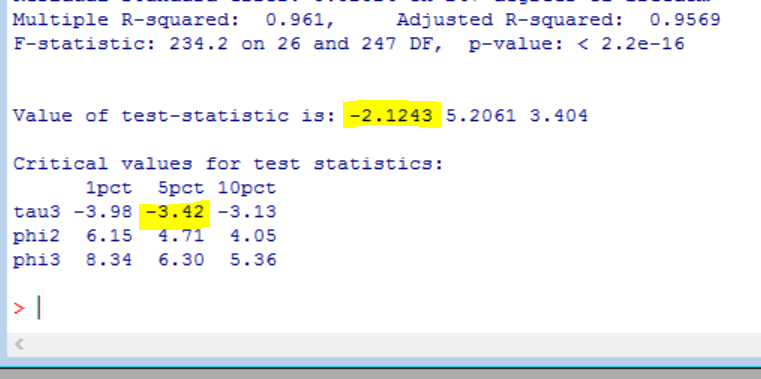 Multiple R-squared:  0.961,     Adjusted R-squared:  0.9569
F-statistic: 234.2 on 26 and 247 DF,  p-value: < 2.2e-16
Value of test-statistic is: -2.1243 5.2061 3.404
Critical values for test statistics:
      1pct  5pct 10pct
tau3 -3.98 -3.42 -3.13
phi2  6.15  4.71  4.05
phi3  8.34  6.30  5.36
>